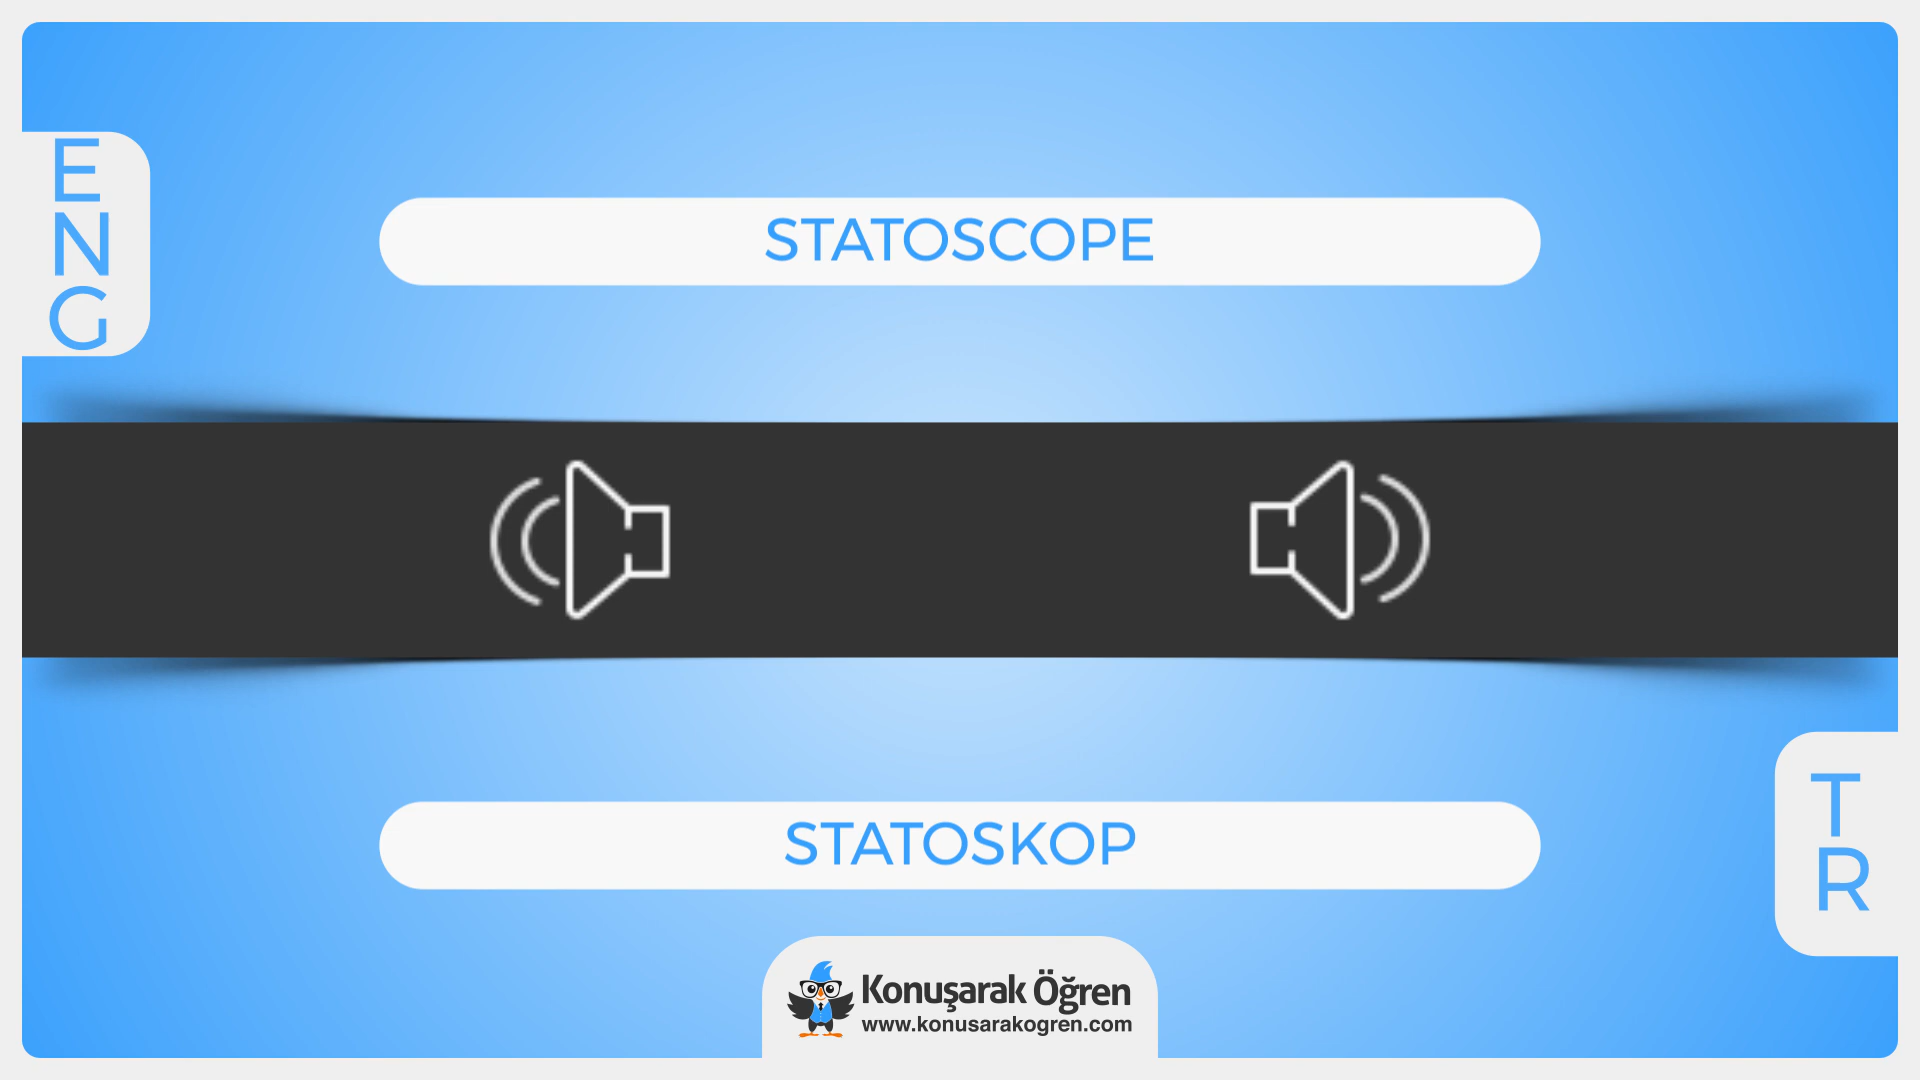 ENG
STATOSCOPE
STATOSKOP
TR
Konuşarak Öğren
www.konusarakogren.com